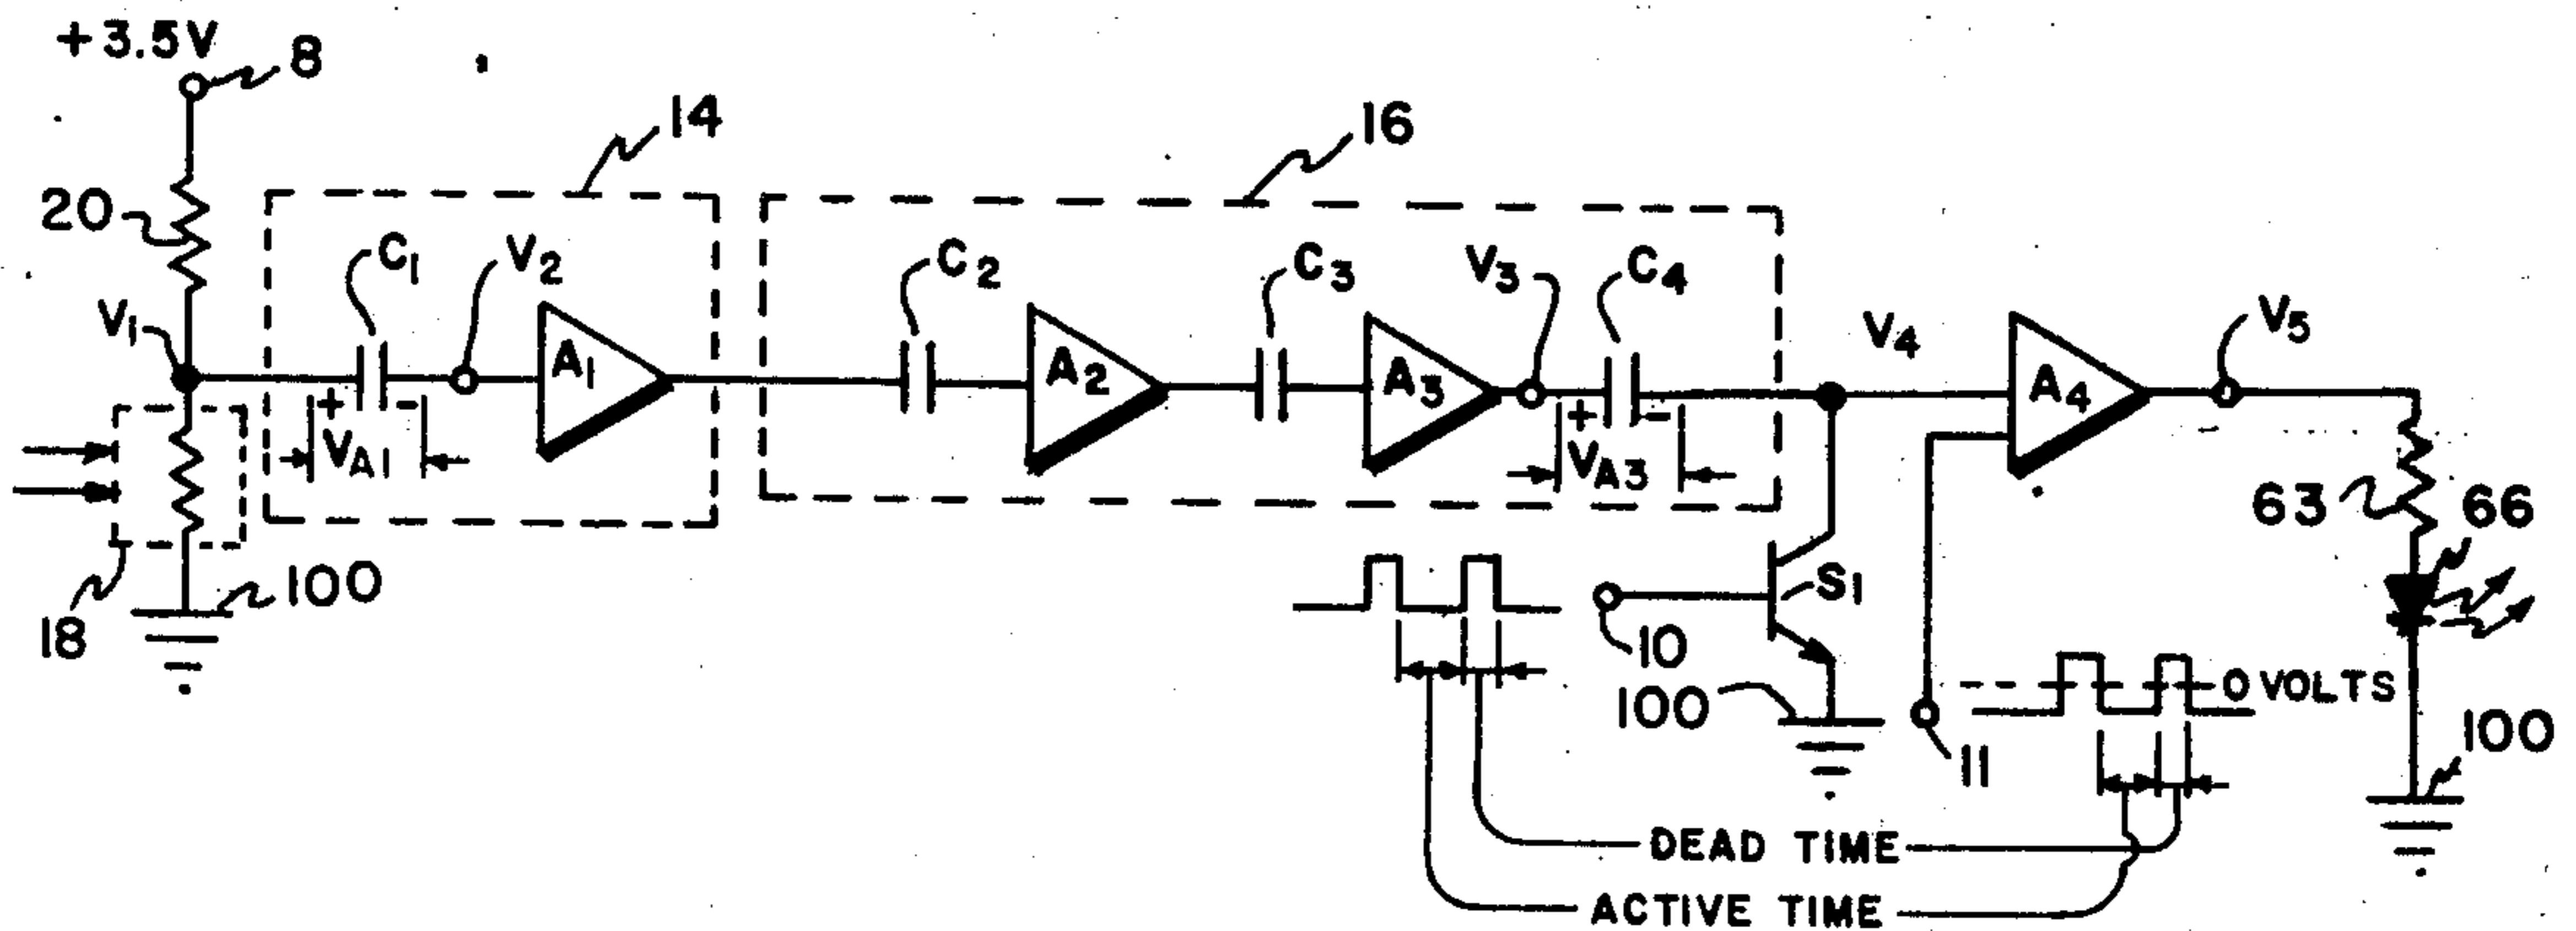 +3.5V
8
14
16
20
C1
V2
C2
C3
V3
C4
V1
V4
V5
A1
A2
A3
A4
+ -
VA1
+ -
VA3
63
66
18
100
10
S1
100
0 VOLTS
11
100
DEAD TIME
ACTIVE TIME